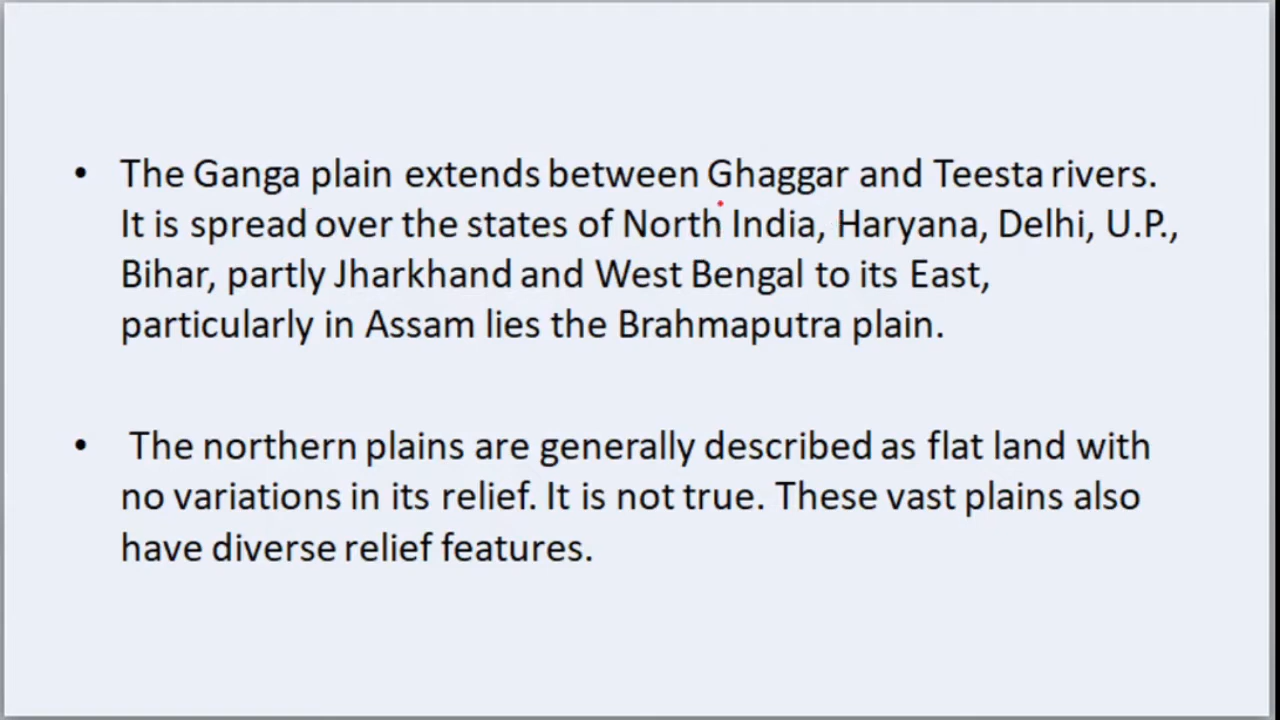 • The Ganga plain extends between Ghaggar and Teesta rivers.
It is spread over the states of North India, Haryana, Delhi, U.P.,
Bihar, partly Jharkhand and West Bengal to its East,
particularly in Assam lies the Brahmaputra plain.
• The northern plains are generally described as flat land with
no variations in its relief. It is not true. These vast plains also
have diverse relief features.